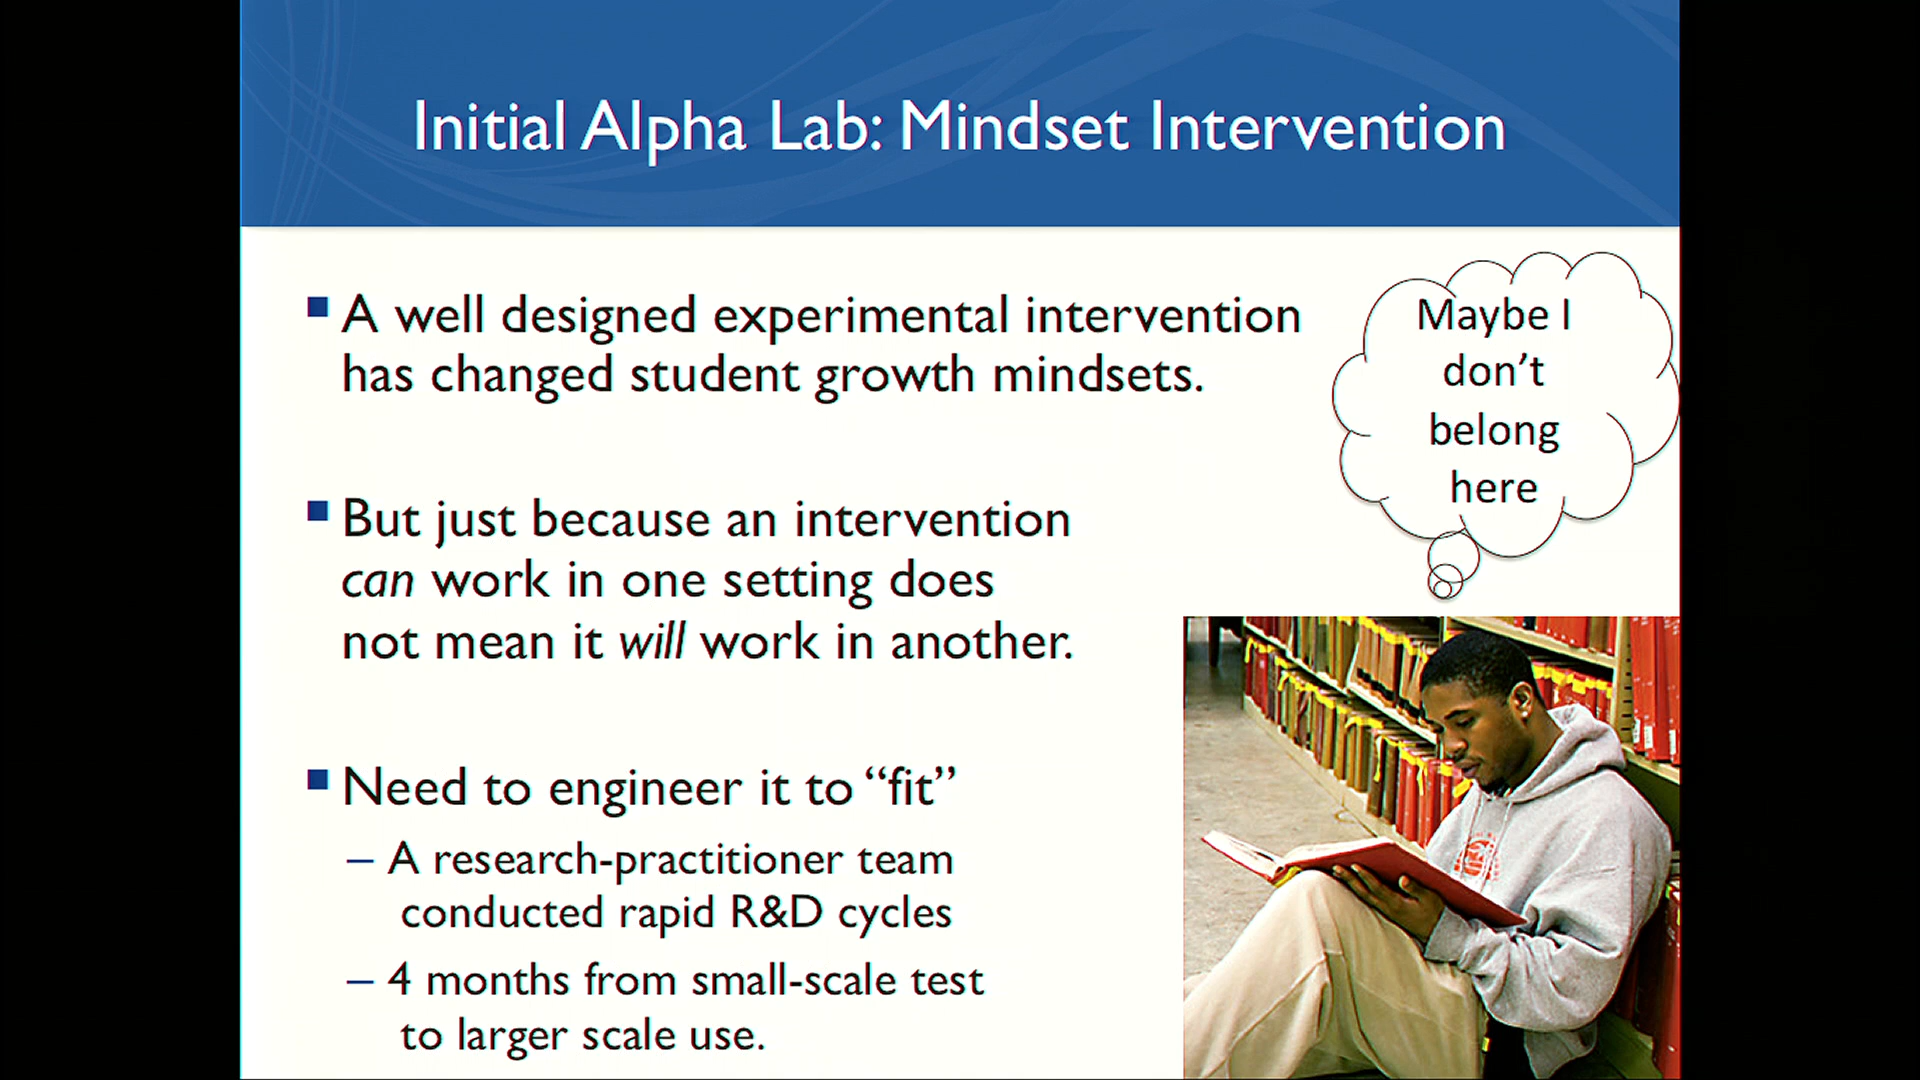 Initial Alpha Lab: Mindset Intervention
A well designed experimental intervention
has changed student growth mindsets.
But just because an intervention
can work in one setting does
not mean it will work in another.
Need to engineer it to “fit”
– A research-practitioner team
conducted rapid R&D cycles
– 4 months from small-scale test
to larger scale use.
Maybe I
don’t
belong
here